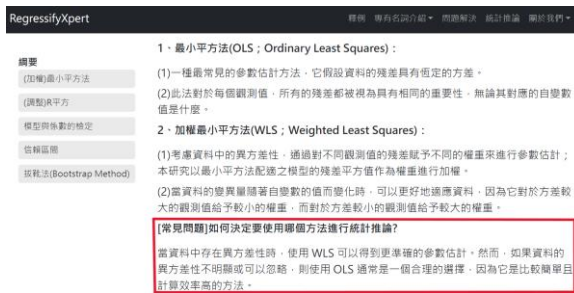 RegressifyXpert
釋例 專有名詞介紹 問題解決 統計推論 關於我們
綱要
(加權)最小平方法
(調整)R平方
模型與係數的檢定
信賴區間
拔靴法(Bootstrap Method)
1、最小平方法(OLS；Ordinary Least Squares)：
(1)一種最常見的參數估計方法，它假設資料的殘差具有恆定的方差。
(2)此法對於每個觀測值，所有的殘差都被視為具有相同的重要性，無論其對應的自變數
值是什麼。
2、加權最小平方法(WLS；Weighted Least Squares)：
(1)考慮資料中的異方差性，通過對不同觀測值的殘差賦予不同的權重來進行參數估計；
本研究以最小平方法配適之模型的殘差平方值作為權重進行加權。
(2)當資料的變異量隨著自變數的值而變化時，可以更好地適應資料，因為它對於方差較
大的觀測值給予較小的權重，而對於方差較小的觀測值給予較大的權重。
[常見問題]如何決定要使用哪個方法進行統計推論?
當資料中存在異方差性時，使用 WLS 可以得到更準確的參數估計。然而，如果資料的
異方差性不明顯或可以忽略，則使用 OLS 通常是一個合理的選擇，因為它是比較簡單且
計算效率高的方法。